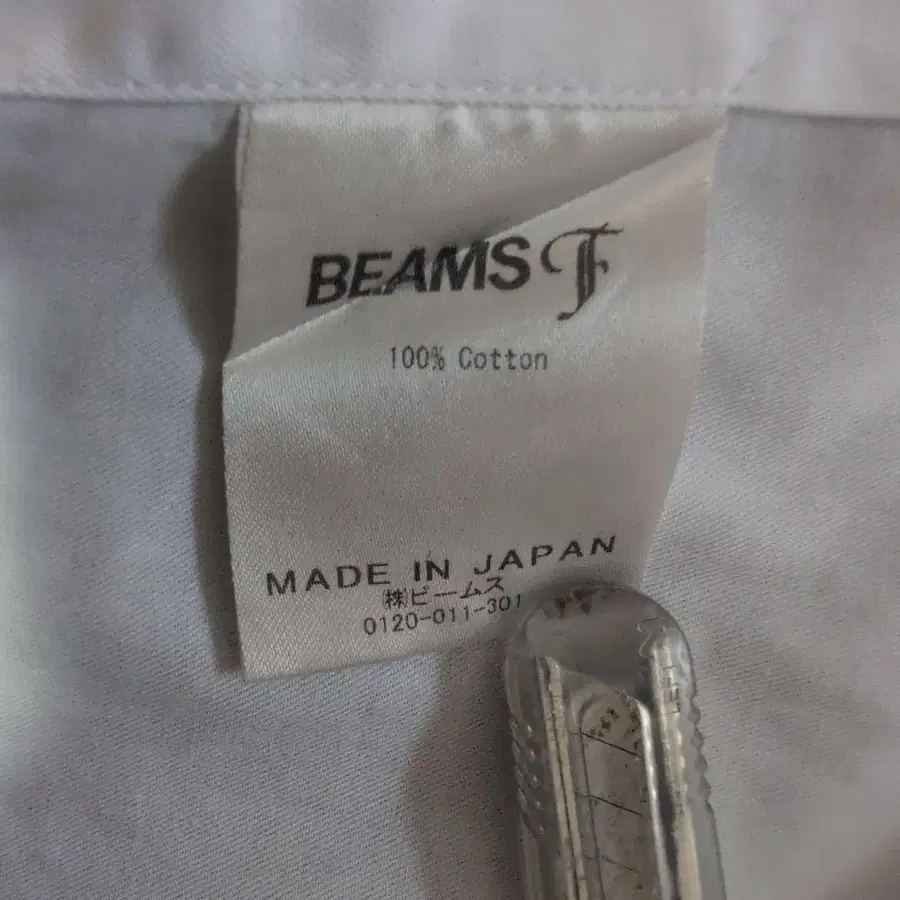 BEAMS F
100% Cotton
MADE IN JAPAN
㈱ビームス
0120-011-301